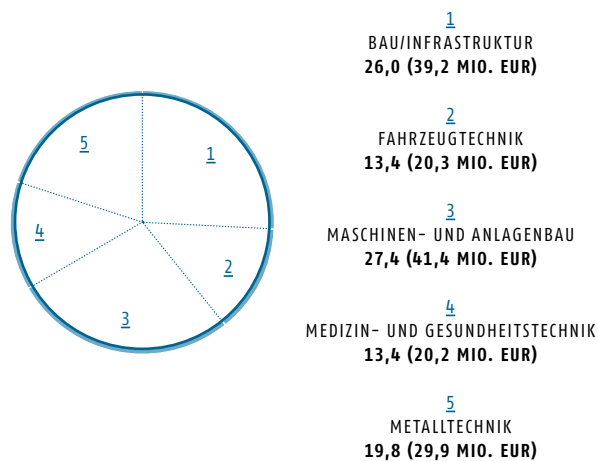 1
BAU/INFRASTRUKTUR
26,0 (39,2 MIO. EUR)
2
FAHRZEUGTECHNIK
13,4 (20,3 MIO. EUR)
3
MASCHINEN- UND ANLAGENBAU
27,4 (41,4 MIO. EUR)
4
MEDIZIN- UND GESUNDHEITSTECHNIK
13,4 (20,2 MIO. EUR)
5
METALLTECHNIK
19,8 (29,9 MIO. EUR)
5
1
4
2
3